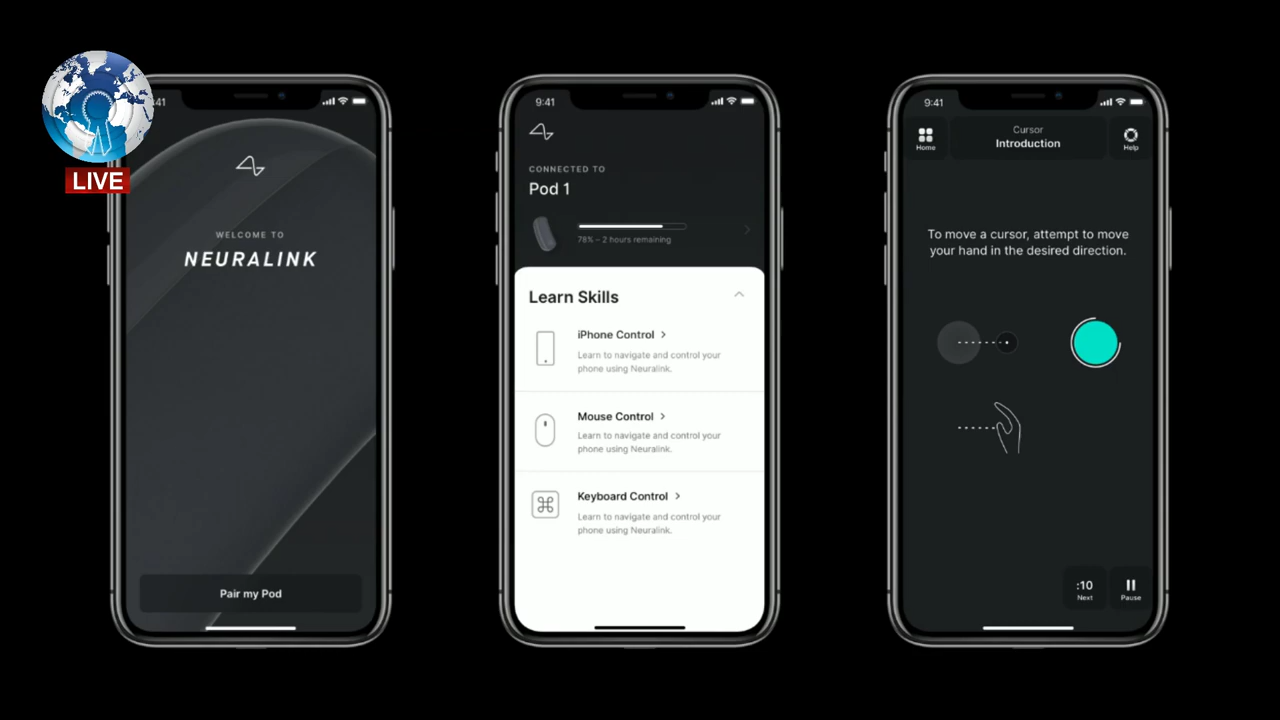 LIVE
:41
WELCOME TO
NEURALINK
Pair my Pod
9:41
CONNECTED TO
Pod 1
78% – 2 hours remaining
Learn Skills
iPhone Control >
Learn to navigate and control your
phone using Neuralink.
Mouse Control >
Learn to navigate and control your
phone using Neuralink.
Keyboard Control >
Learn to navigate and control your
phone using Neuralink.
9:41
Home
Cursor
Introduction
Help
To move a cursor, attempt to move
your hand in the desired direction.
:10
Next
Pause